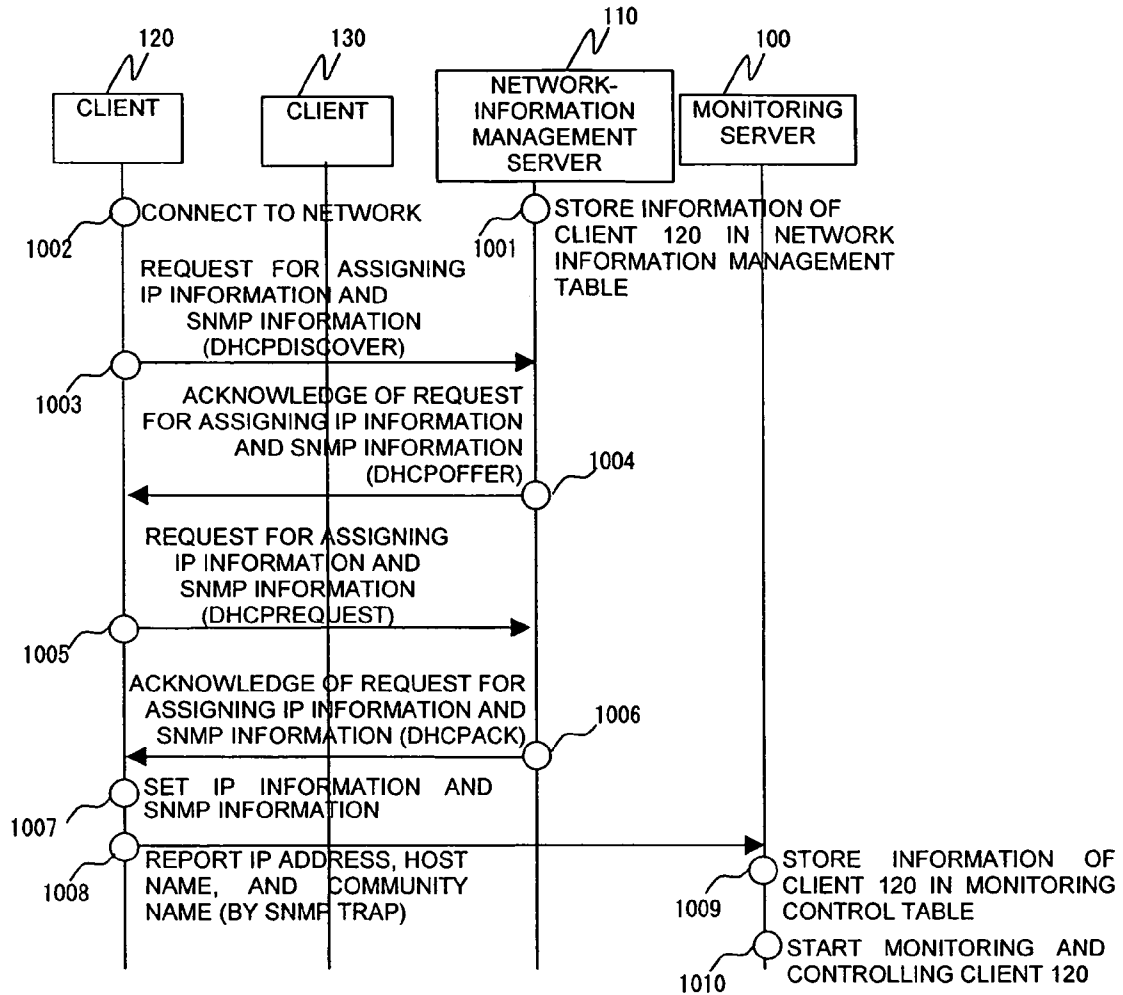 120
130
110
100
CLIENT
CLIENT
NETWORK-
INFORMATION
MANAGEMENT
SERVER
MONITORING
SERVER
CONNECT TO NETWORK
1002
1001
STORE INFORMATION OF
CLIENT 120 IN NETWORK
INFORMATION MANAGEMENT
TABLE
REQUEST FOR ASSIGNING
IP INFORMATION AND
SNMP INFORMATION
(DHCPDISCOVER)
1003
ACKNOWLEDGE OF REQUEST
FOR ASSIGNING IP INFORMATION
AND SNMP INFORMATION
(DHCPOFFER)
1004
REQUEST FOR ASSIGNING
IP INFORMATION AND
SNMP INFORMATION
(DHCPREQUEST)
1005
ACKNOWLEDGE OF REQUEST FOR
ASSIGNING IP INFORMATION AND
SNMP INFORMATION (DHCPACK)
1006
SET IP INFORMATION AND
SNMP INFORMATION
1007
REPORT IP ADDRESS, HOST
NAME, AND COMMUNITY
NAME (BY SNMP TRAP)
1008
STORE INFORMATION OF
CLIENT 120 IN MONITORING
CONTROL TABLE
1009
START MONITORING AND
CONTROLLING CLIENT 120
1010